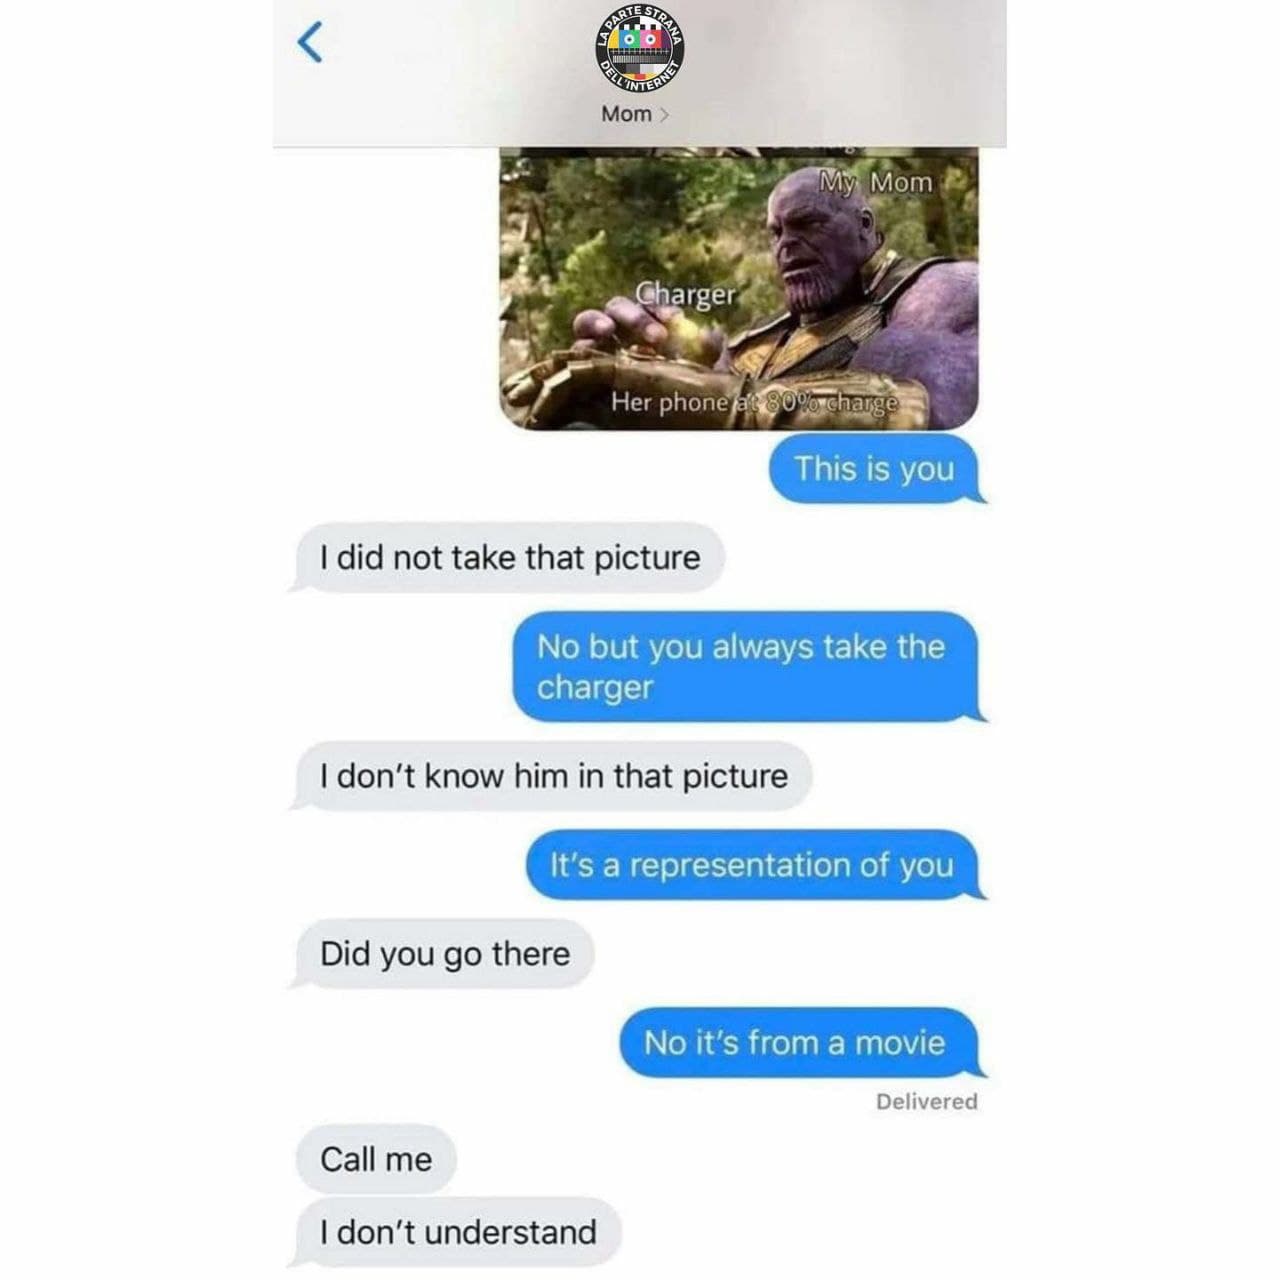 LA PARTE STRANA
DELL'INTERNET
Mom >
My Mom
Charger
Her phone at 80% charge
This is you
I did not take that picture
No but you always take the
charger
I don't know him in that picture
It's a representation of you
Did you go there
No it's from a movie
Delivered
Call me
I don't understand